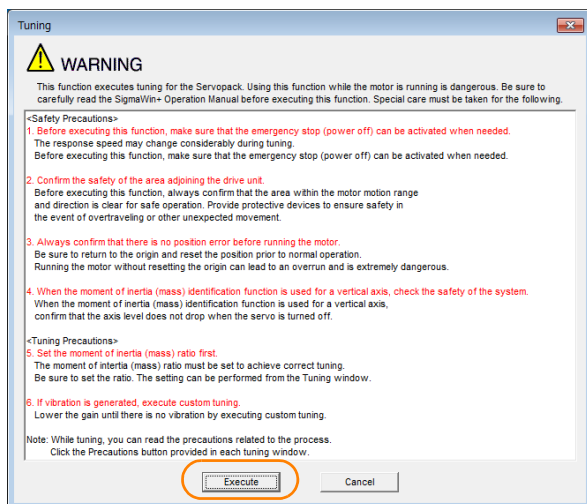 Tuning
WARNING
This function executes tuning for the Servopack. Using this function while the motor is running is dangerous. Be sure to
carefully read the SigmaWin+ Operation Manual before executing this function. Special care must be taken for the following.
<Safety Precautions>
1. Before executing this function, make sure that the emergency stop (power off) can be activated when needed.
The response speed may change considerably during tuning.
Before executing this function, make sure that the emergency stop (power off) can be activated when needed.
2. Confirm the safety of the area adjoining the drive unit.
Before executing this function, always confirm that the area within the motor motion range
and direction is clear for safe operation. Provide protective devices to ensure safety in
the event of overtraveling or other unexpected movement.
3. Always confirm that there is no position error before running the motor.
Be sure to return to the origin and reset the position prior to normal operation.
Running the motor without resetting the origin can lead to an overrun and is extremely dangerous.
4. When the moment of inertia (mass) identification function is used for a vertical axis, check the safety of the system.
When the moment of inertia (mass) identification function is used for a vertical axis,
confirm that the axis level does not drop when the servo is turned off.
<Tuning Precautions>
5. Set the moment of inertia (mass) ratio first.
The moment of intertia (mass) ratio must be set to achieve correct tuning.
Be sure to set the ratio. The setting can be performed from the Tuning window.
6. If vibration is generated, execute custom tuning.
Lower the gain until there is no vibration by executing custom tuning.
Note: While tuning, you can read the precautions related to the process.
Click the Precautions button provided in each tuning window.
Execute Cancel